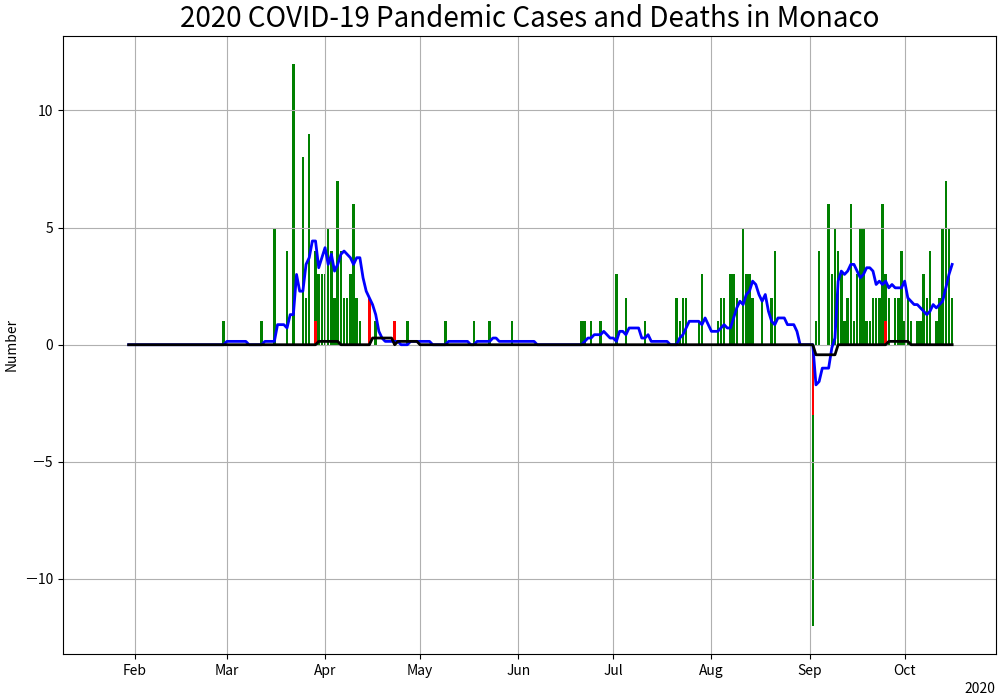 2020 COVID-19 Pandemic Cases and Deaths in Monaco
Number
10
5
0
−5
−10
Feb Mar Apr May Jun Jul Aug Sep Oct
2020